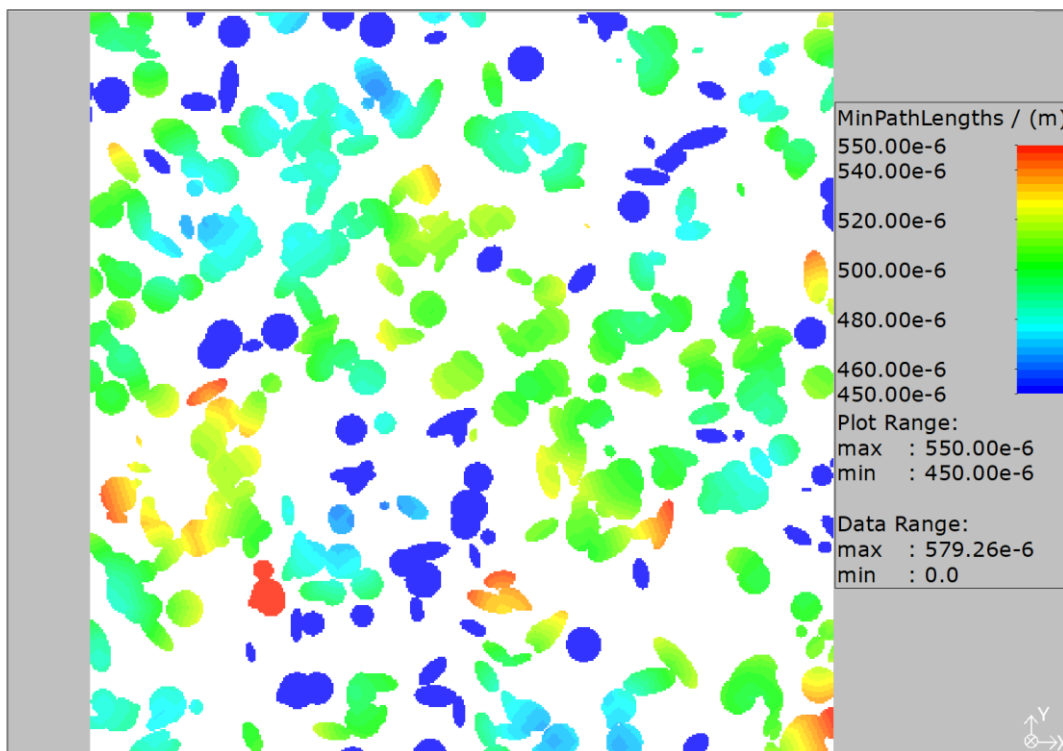 MinPathLengths / (m)
550.00e-6
540.00e-6
520.00e-6
500.00e-6
480.00e-6
460.00e-6
450.00e-6
Plot Range:
max : 550.00e-6
min : 450.00e-6
Data Range:
max : 579.26e-6
min : 0.0
Y